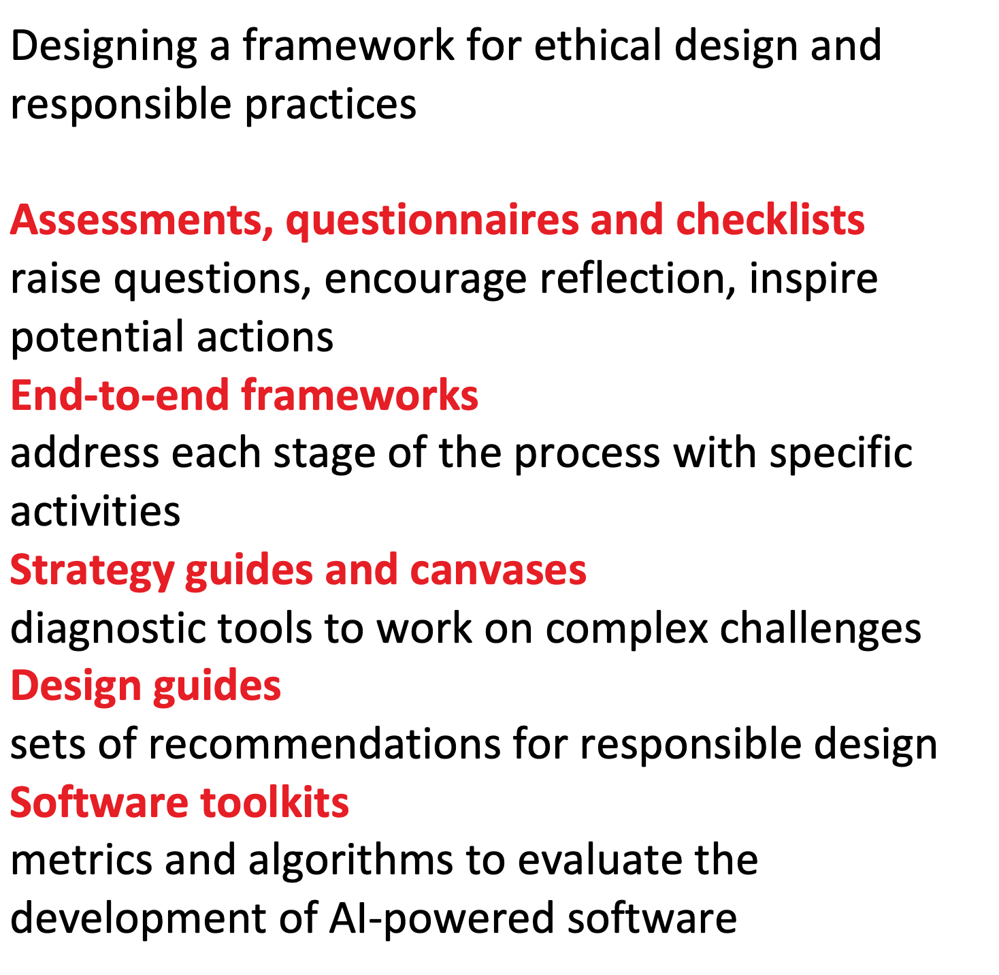 Designing a framework for ethical design and
responsible practices
Assessments, questionnaires and checklists
raise questions, encourage reflection, inspire
potential actions
End-to-end frameworks
address each stage of the process with specific
activities
Strategy guides and canvases
diagnostic tools to work on complex challenges
Design guides
sets of recommendations for responsible design
Software toolkits
metrics and algorithms to evaluate the
development of AI-powered software